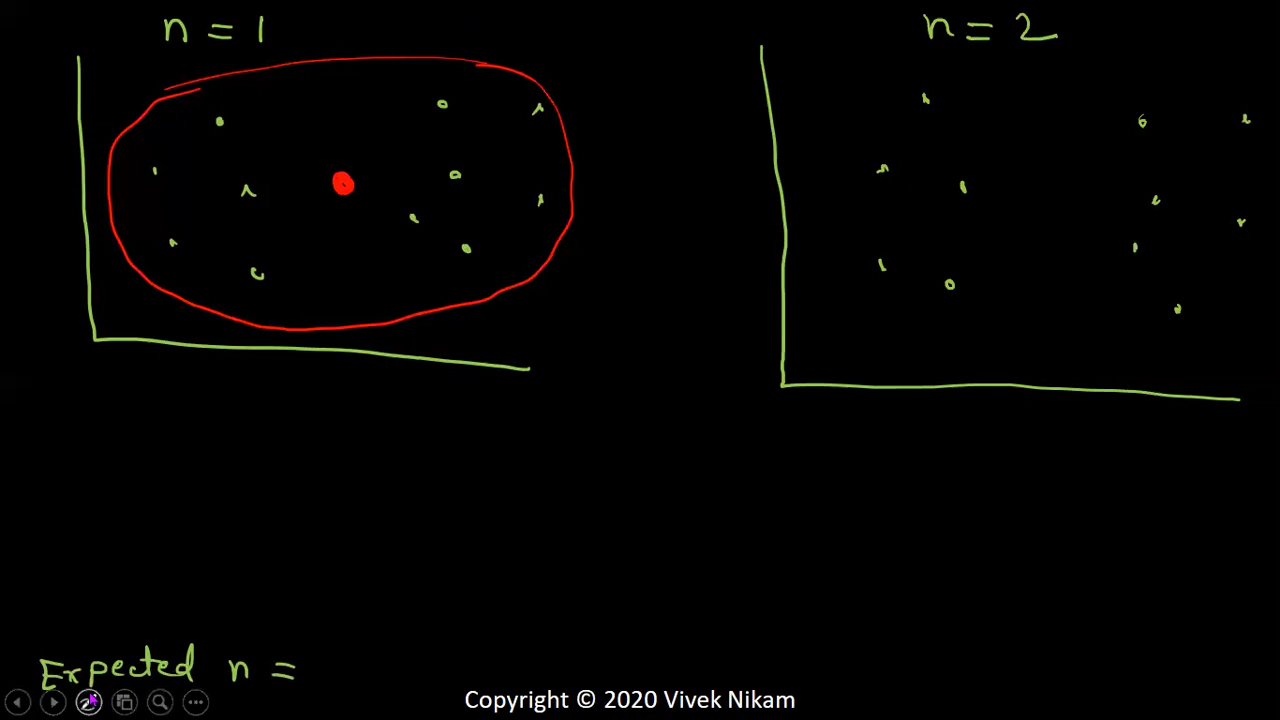 n = 1
n = 2
Expected n =
Copyright © 2020 Vivek Nikam